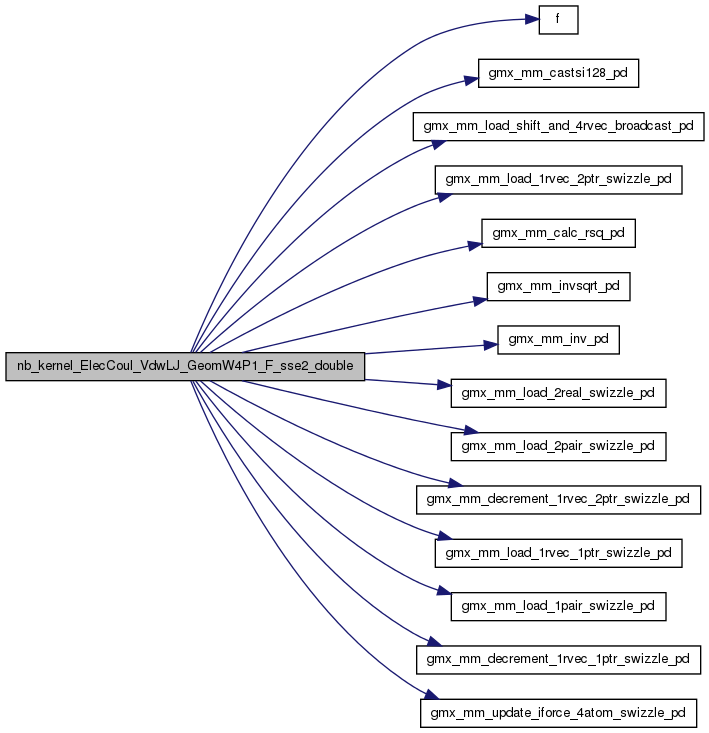 f
gmx_mm_castsi128_pd
gmx_mm_load_shift_and_4rvec_broadcast_pd
gmx_mm_load_1rvec_2ptr_swizzle_pd
gmx_mm_calc_rsq_pd
gmx_mm_invsqrt_pd
gmx_mm_inv_pd
nb_kernel_ElecCoul_VdwLJ_GeomW4P1_F_sse2_double
gmx_mm_load_2real_swizzle_pd
gmx_mm_load_2pair_swizzle_pd
gmx_mm_decrement_1rvec_2ptr_swizzle_pd
gmx_mm_load_1rvec_1ptr_swizzle_pd
gmx_mm_load_1pair_swizzle_pd
gmx_mm_decrement_1rvec_1ptr_swizzle_pd
gmx_mm_update_iforce_4atom_swizzle_pd